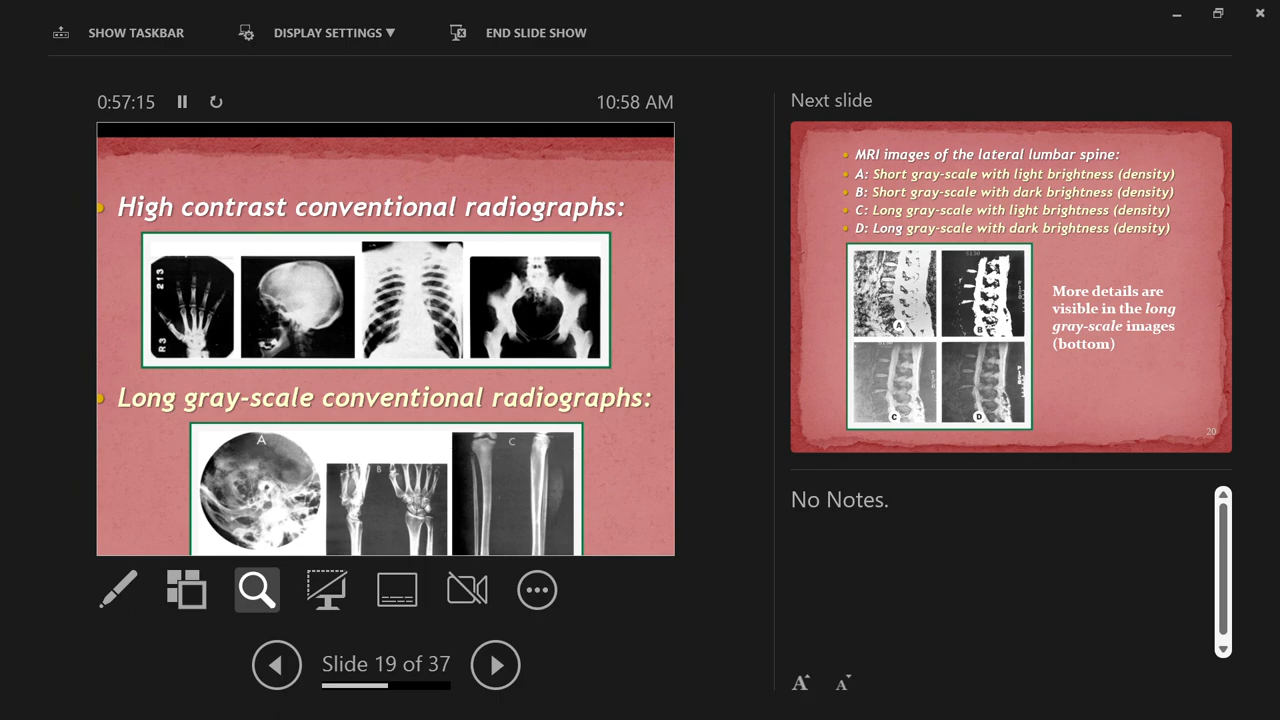 SHOW TASKBAR
DISPLAY SETTINGS ▼
END SLIDE SHOW
0:57:15
10:58 AM
High contrast conventional radiographs:
213
R3
Long gray-scale conventional radiographs:
A
B
C
Slide 19 of 37
Next slide
MRI images of the lateral lumbar spine:
A: Short gray-scale with light brightness (density)
B: Short gray-scale with dark brightness (density)
C: Long gray-scale with light brightness (density)
D: Long gray-scale with dark brightness (density)
A
B
C
D
More details are
visible in the long
gray-scale images
(bottom)
20
No Notes.
A
A